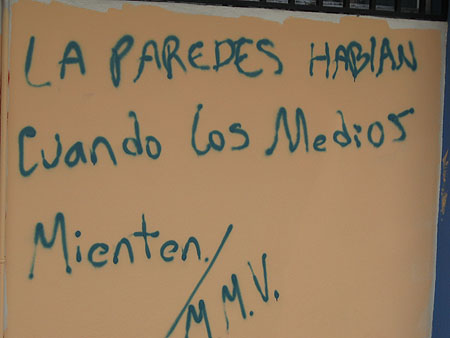 LA PAREDES HABlAN
Cuando los Medios
Mienten.
/M.M.V.